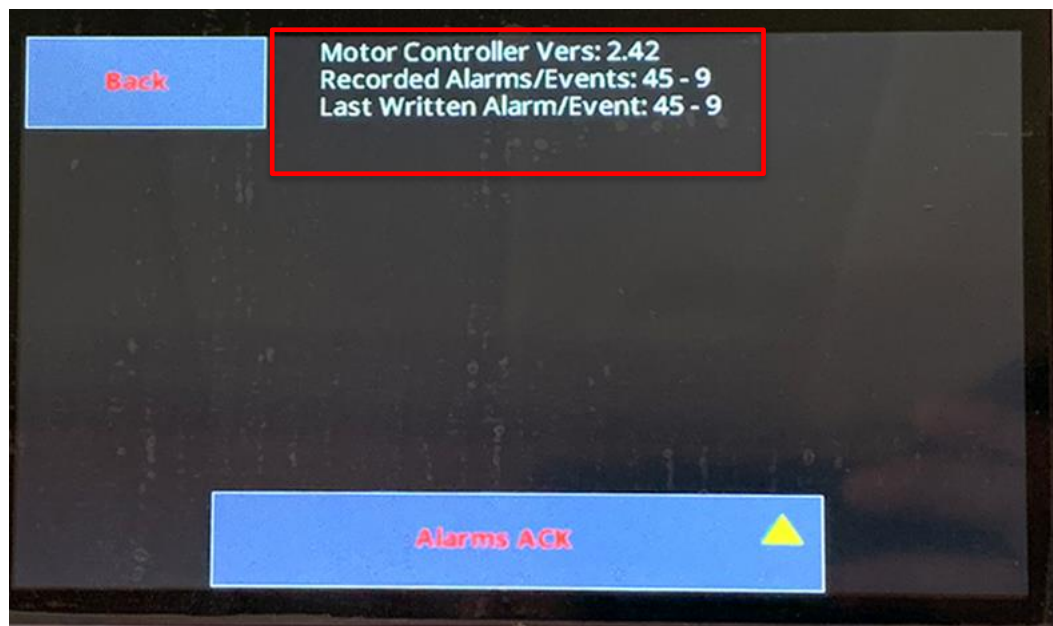 Back
Motor Controller Vers: 2.42
Recorded Alarms/Events: 45 - 9
Last Written Alarm/Event: 45 - 9
Alarms ACK